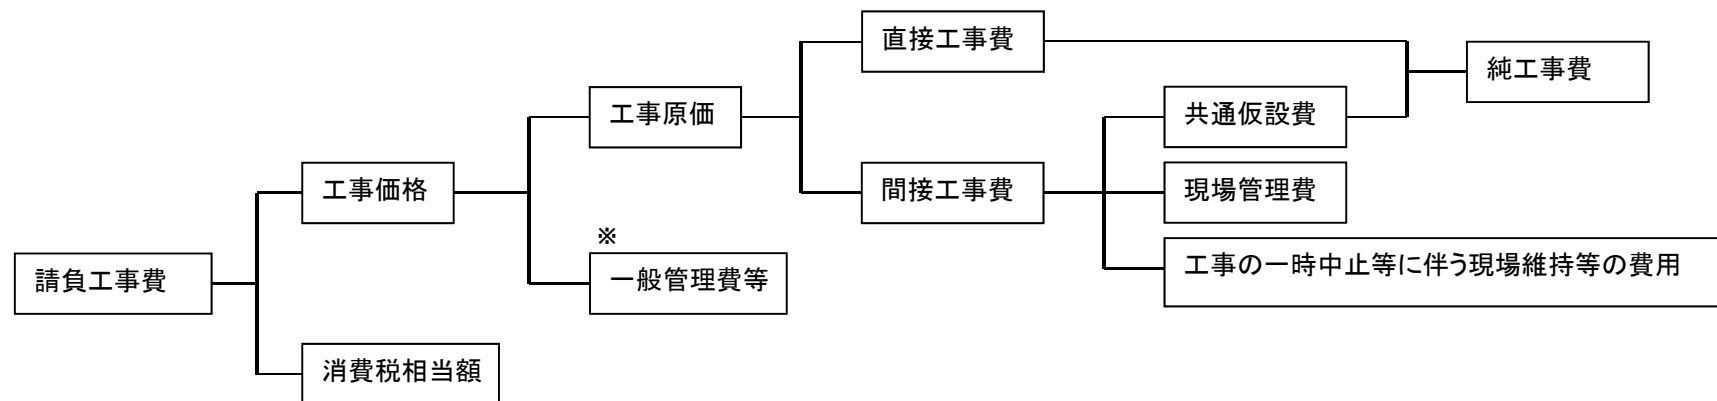 直接工事費
純工事費
工事原価
共通仮設費
工事価格
間接工事費
現場管理費
※
請負工事費
一般管理費等
工事の一時中止等に伴う現場維持等の費用
消費税相当額